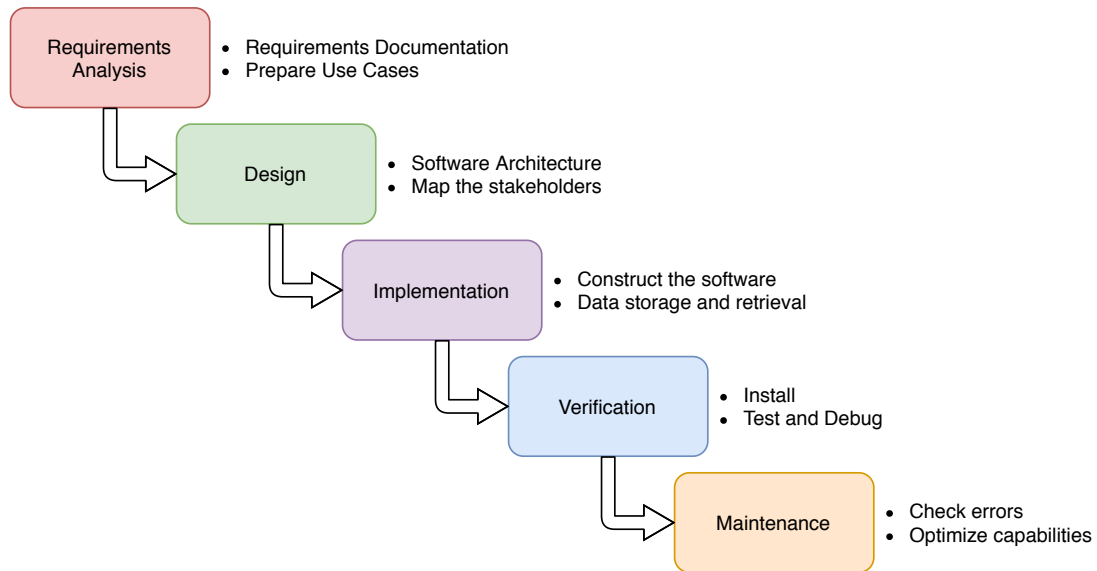 Requirements
Analysis
• Requirements Documentation
• Prepare Use Cases
Design
• Software Architecture
• Map the stakeholders
Implementation
• Construct the software
• Data storage and retrieval
Verification
• Install
• Test and Debug
Maintenance
• Check errors
• Optimize capabilities